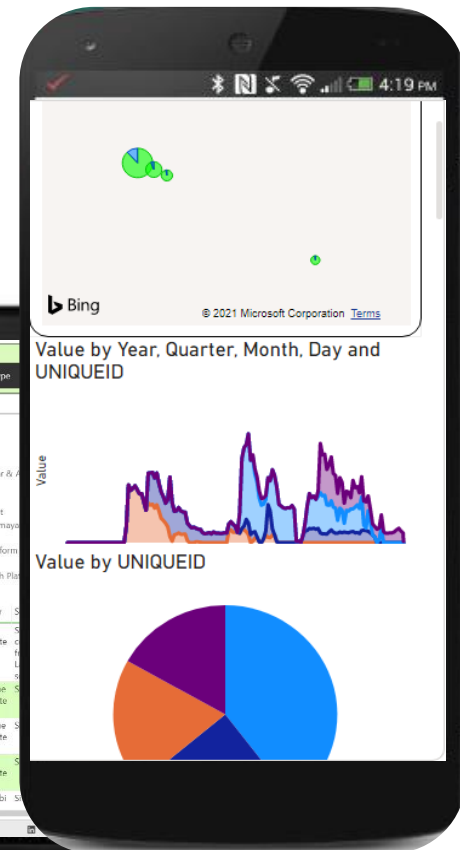 4:19 PM
Bing
© 2021 Microsoft Corporation Terms
Value by Year, Quarter, Month, Day and
UNIQUEID
Value
Value by UNIQUEID